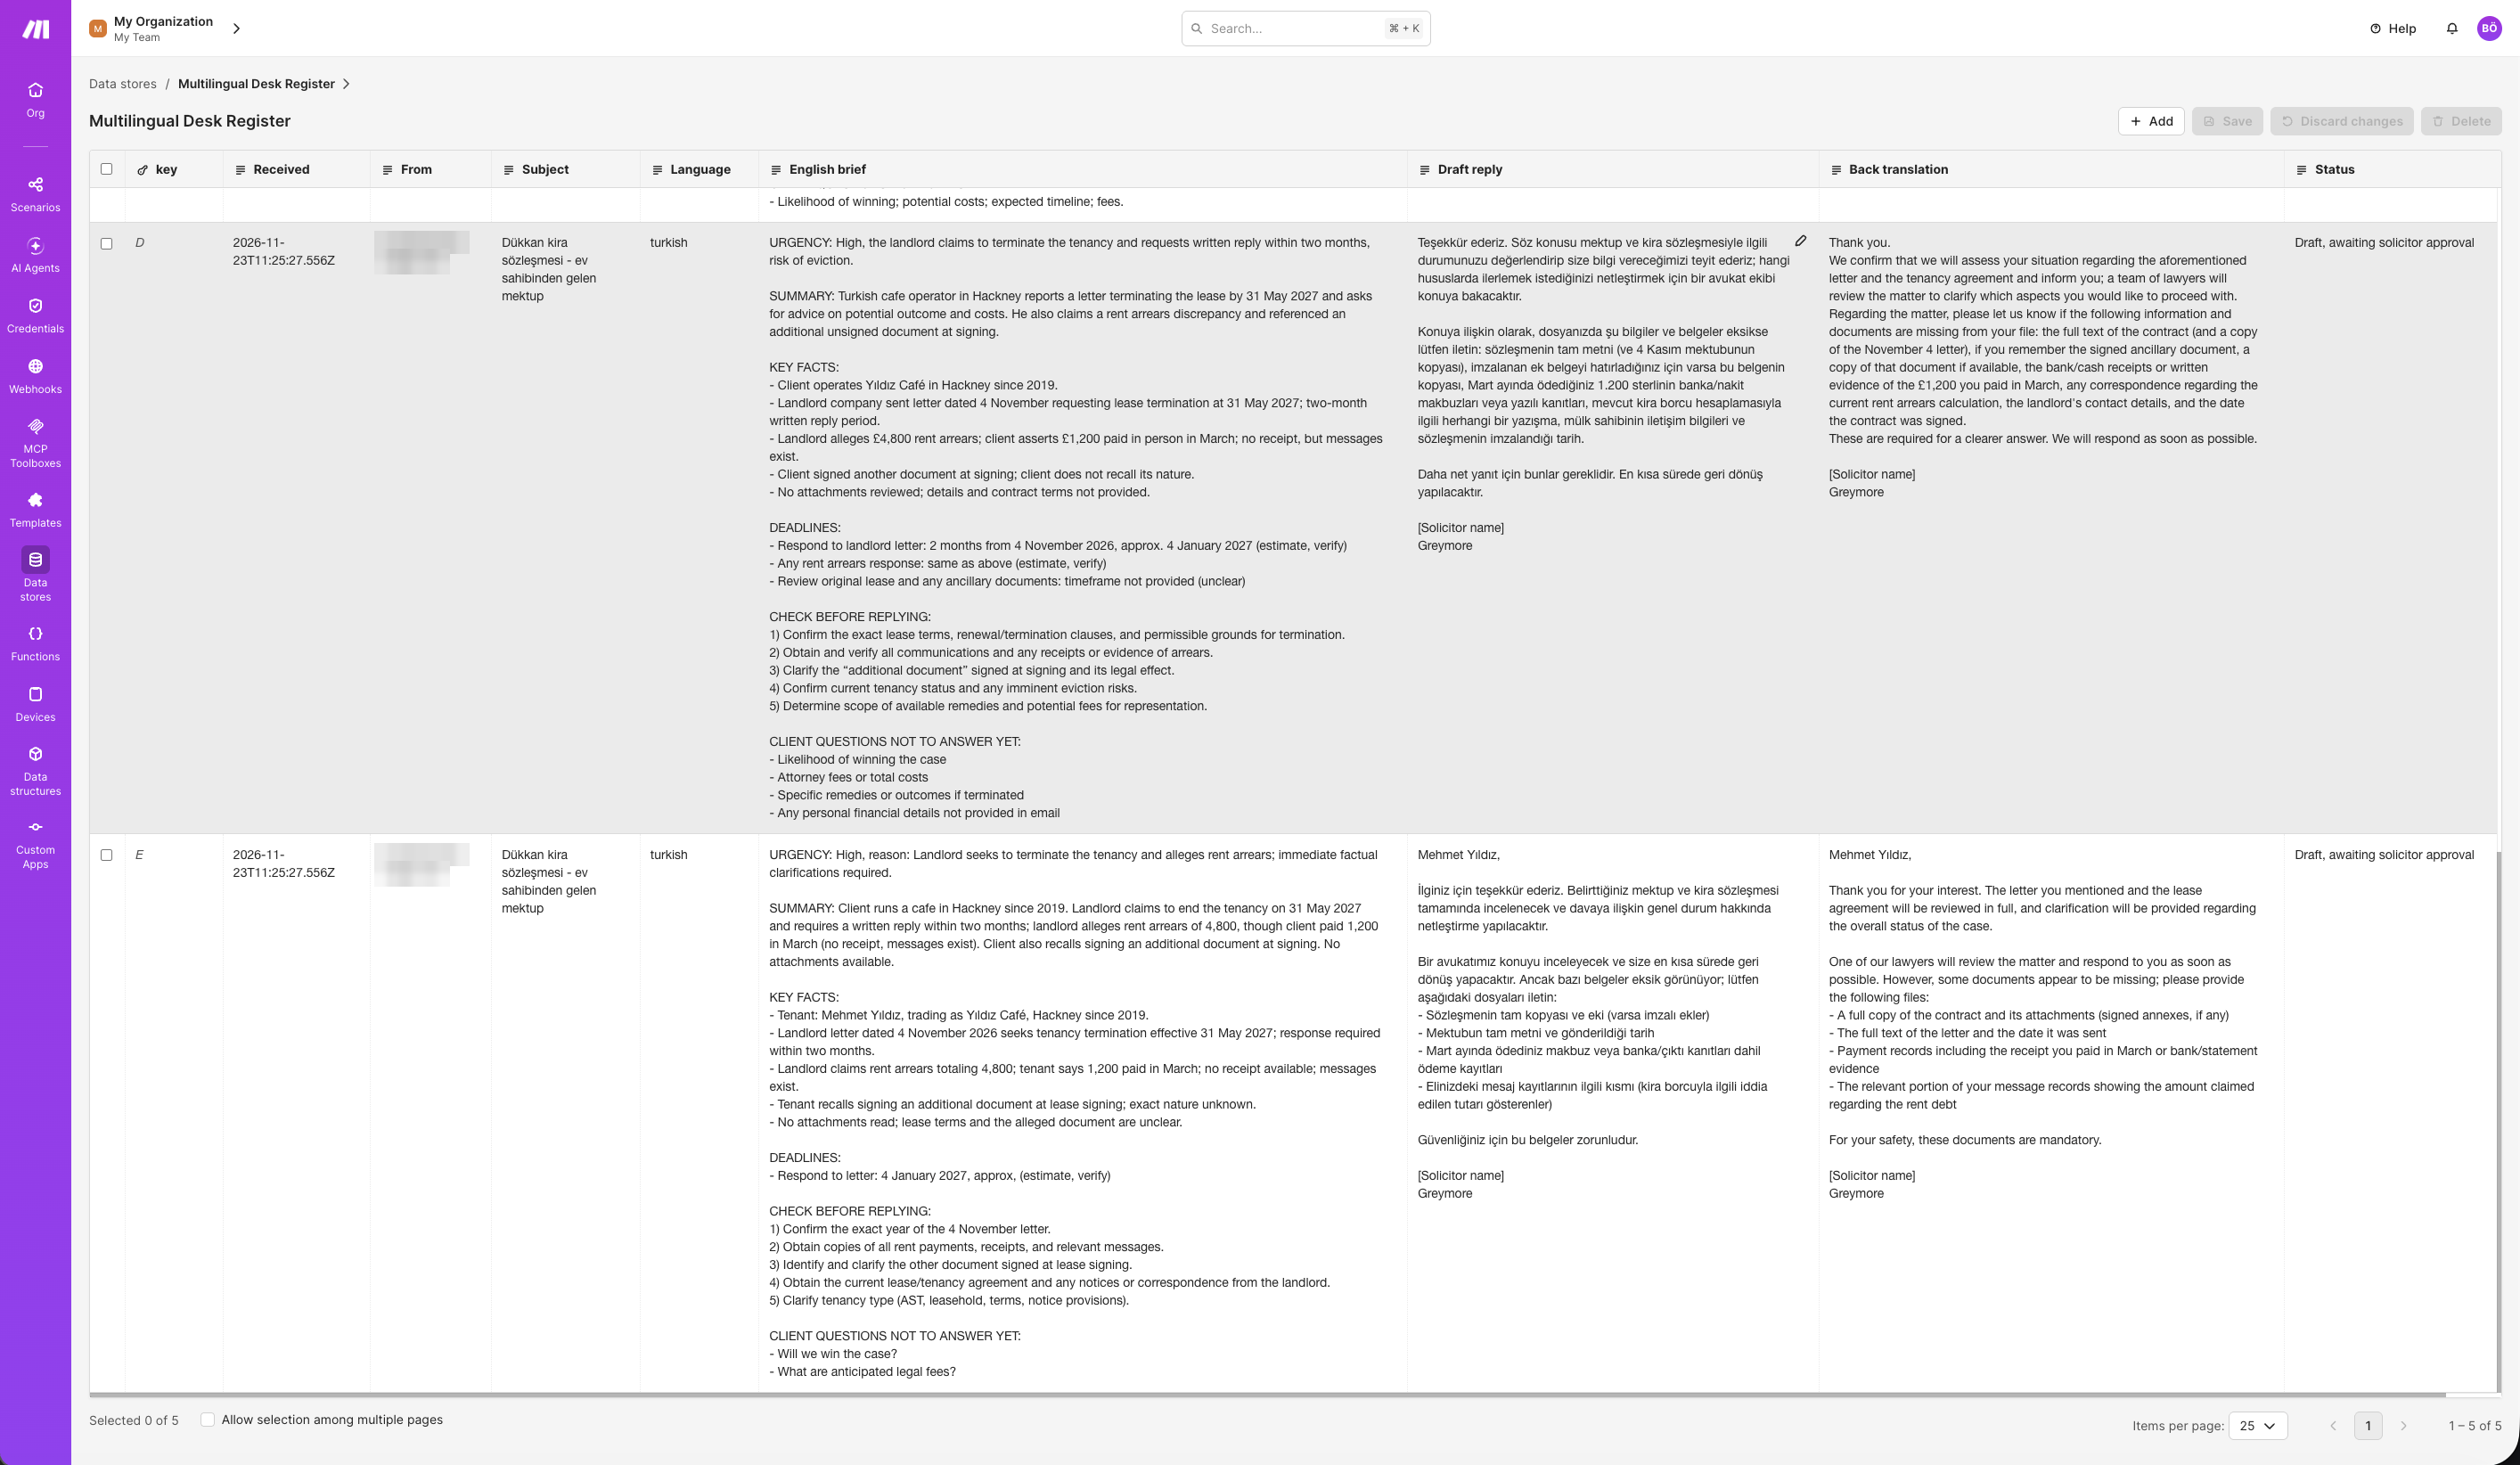 My Organization
My Team
M
Search...
⌘ + K
Help
BÖ
Org
Scenarios
AI Agents
Credentials
Webhooks
MCP
Toolboxes
Templates
Data
stores
Functions
Devices
Data
structures
Custom
Apps
Data stores / Multilingual Desk Register
Multilingual Desk Register
Add
Save
Discard changes
Delete
key
Received
From
Subject
Language
English brief
Draft reply
Back translation
Status
- Likelihood of winning; potential costs; expected timeline; fees.
D
2026-11-
23T11:25:27.556Z
Dükkan kira
sözleşmesi - ev
sahibinden gelen
mektup
turkish
URGENCY: High, the landlord claims to terminate the tenancy and requests written reply within two months,
risk of eviction.
SUMMARY: Turkish cafe operator in Hackney reports a letter terminating the lease by 31 May 2027 and asks
for advice on potential outcome and costs. He also claims a rent arrears discrepancy and referenced an
additional unsigned document at signing.
KEY FACTS:
- Client operates Yıldız Café in Hackney since 2019.
- Landlord company sent letter dated 4 November requesting lease termination at 31 May 2027; two-month
written reply period.
- Landlord alleges £4,800 rent arrears; client asserts £1,200 paid in person in March; no receipt, but messages
exist.
- Client signed another document at signing; client does not recall its nature.
- No attachments reviewed; details and contract terms not provided.
DEADLINES:
- Respond to landlord letter: 2 months from 4 November 2026, approx. 4 January 2027 (estimate, verify)
- Any rent arrears response: same as above (estimate, verify)
- Review original lease and any ancillary documents: timeframe not provided (unclear)
CHECK BEFORE REPLYING:
1) Confirm the exact lease terms, renewal/termination clauses, and permissible grounds for termination.
2) Obtain and verify all communications and any receipts or evidence of arrears.
3) Clarify the “additional document” signed at signing and its legal effect.
4) Confirm current tenancy status and any imminent eviction risks.
5) Determine scope of available remedies and potential fees for representation.
CLIENT QUESTIONS NOT TO ANSWER YET:
- Likelihood of winning the case
- Attorney fees or total costs
- Specific remedies or outcomes if terminated
- Any personal financial details not provided in email
Teşekkür ederiz. Söz konusu mektup ve kira sözleşmesiyle ilgili
durumunuzu değerlendirip size bilgi vereceğimizi teyit ederiz; hangi
hususlarda ilerlemek istediğinizi netleştirmek için bir avukat ekibi
konuya bakacaktır.
Konuya ilişkin olarak, dosyanızda şu bilgiler ve belgeler eksikse
lütfen iletin: sözleşmenin tam metni (ve 4 Kasım mektubunun
kopyası), imzalanan ek belgeyi hatırladığınız için varsa bu belgenin
kopyası, Mart ayında ödediğiniz 1.200 sterlinin banka/nakit
makbuzları veya yazılı kanıtları, mevcut kira borcu hesaplamasıyla
ilgili herhangi bir yazışma, mülk sahibinin iletişim bilgileri ve
sözleşmenin imzalandığı tarih.
Daha net yanıt için bunlar gereklidir. En kısa sürede geri dönüş
yapılacaktır.
[Solicitor name]
Greymore
Thank you.
We confirm that we will assess your situation regarding the aforementioned
letter and the tenancy agreement and inform you; a team of lawyers will
review the matter to clarify which aspects you would like to proceed with.
Regarding the matter, please let us know if the following information and
documents are missing from your file: the full text of the contract (and a copy
of the November 4 letter), if you remember the signed ancillary document, a
copy of that document if available, the bank/cash receipts or written
evidence of the £1,200 you paid in March, any correspondence regarding the
current rent arrears calculation, the landlord's contact details, and the date
the contract was signed.
These are required for a clearer answer. We will respond as soon as possible.
[Solicitor name]
Greymore
Draft, awaiting solicitor approval
E
2026-11-
23T11:25:27.556Z
Dükkan kira
sözleşmesi - ev
sahibinden gelen
mektup
turkish
URGENCY: High, reason: Landlord seeks to terminate the tenancy and alleges rent arrears; immediate factual
clarifications required.
SUMMARY: Client runs a cafe in Hackney since 2019. Landlord claims to end the tenancy on 31 May 2027
and requires a written reply within two months; landlord alleges rent arrears of 4,800, though client paid 1,200
in March (no receipt, messages exist). Client also recalls signing an additional document at signing. No
attachments available.
KEY FACTS:
- Tenant: Mehmet Yıldız, trading as Yıldız Café, Hackney since 2019.
- Landlord letter dated 4 November 2026 seeks tenancy termination effective 31 May 2027; response required
within two months.
- Landlord claims rent arrears totaling 4,800; tenant says 1,200 paid in March; no receipt available; messages
exist.
- Tenant recalls signing an additional document at lease signing; exact nature unknown.
- No attachments read; lease terms and the alleged document are unclear.
DEADLINES:
- Respond to letter: 4 January 2027, approx, (estimate, verify)
CHECK BEFORE REPLYING:
1) Confirm the exact year of the 4 November letter.
2) Obtain copies of all rent payments, receipts, and relevant messages.
3) Identify and clarify the other document signed at lease signing.
4) Obtain the current lease/tenancy agreement and any notices or correspondence from the landlord.
5) Clarify tenancy type (AST, leasehold, terms, notice provisions).
CLIENT QUESTIONS NOT TO ANSWER YET:
- Will we win the case?
- What are anticipated legal fees?
Mehmet Yıldız,
İlginiz için teşekkür ederiz. Belirttiğiniz mektup ve kira sözleşmesi
tamamında incelenecek ve davaya ilişkin genel durum hakkında
netleştirme yapılacaktır.
Bir avukatımız konuyu inceleyecek ve size en kısa sürede geri
dönüş yapacaktır. Ancak bazı belgeler eksik görünüyor; lütfen
aşağıdaki dosyaları iletin:
- Sözleşmenin tam kopyası ve eki (varsa imzalı ekler)
- Mektubun tam metni ve gönderildiği tarih
- Mart ayında ödediniz makbuz veya banka/çıktı kanıtları dahil
ödeme kayıtları
- Elinizdeki mesaj kayıtlarının ilgili kısmı (kira borcuyla ilgili iddia
edilen tutarı gösterenler)
Güvenliğiniz için bu belgeler zorunludur.
[Solicitor name]
Greymore
Mehmet Yıldız,
Thank you for your interest. The letter you mentioned and the lease
agreement will be reviewed in full, and clarification will be provided regarding
the overall status of the case.
One of our lawyers will review the matter and respond to you as soon as
possible. However, some documents appear to be missing; please provide
the following files:
- A full copy of the contract and its attachments (signed annexes, if any)
- The full text of the letter and the date it was sent
- Payment records including the receipt you paid in March or bank/statement
evidence
- The relevant portion of your message records showing the amount claimed
regarding the rent debt
For your safety, these documents are mandatory.
[Solicitor name]
Greymore
Draft, awaiting solicitor approval
Selected 0 of 5
Allow selection among multiple pages
Items per page: 25
1
1 – 5 of 5